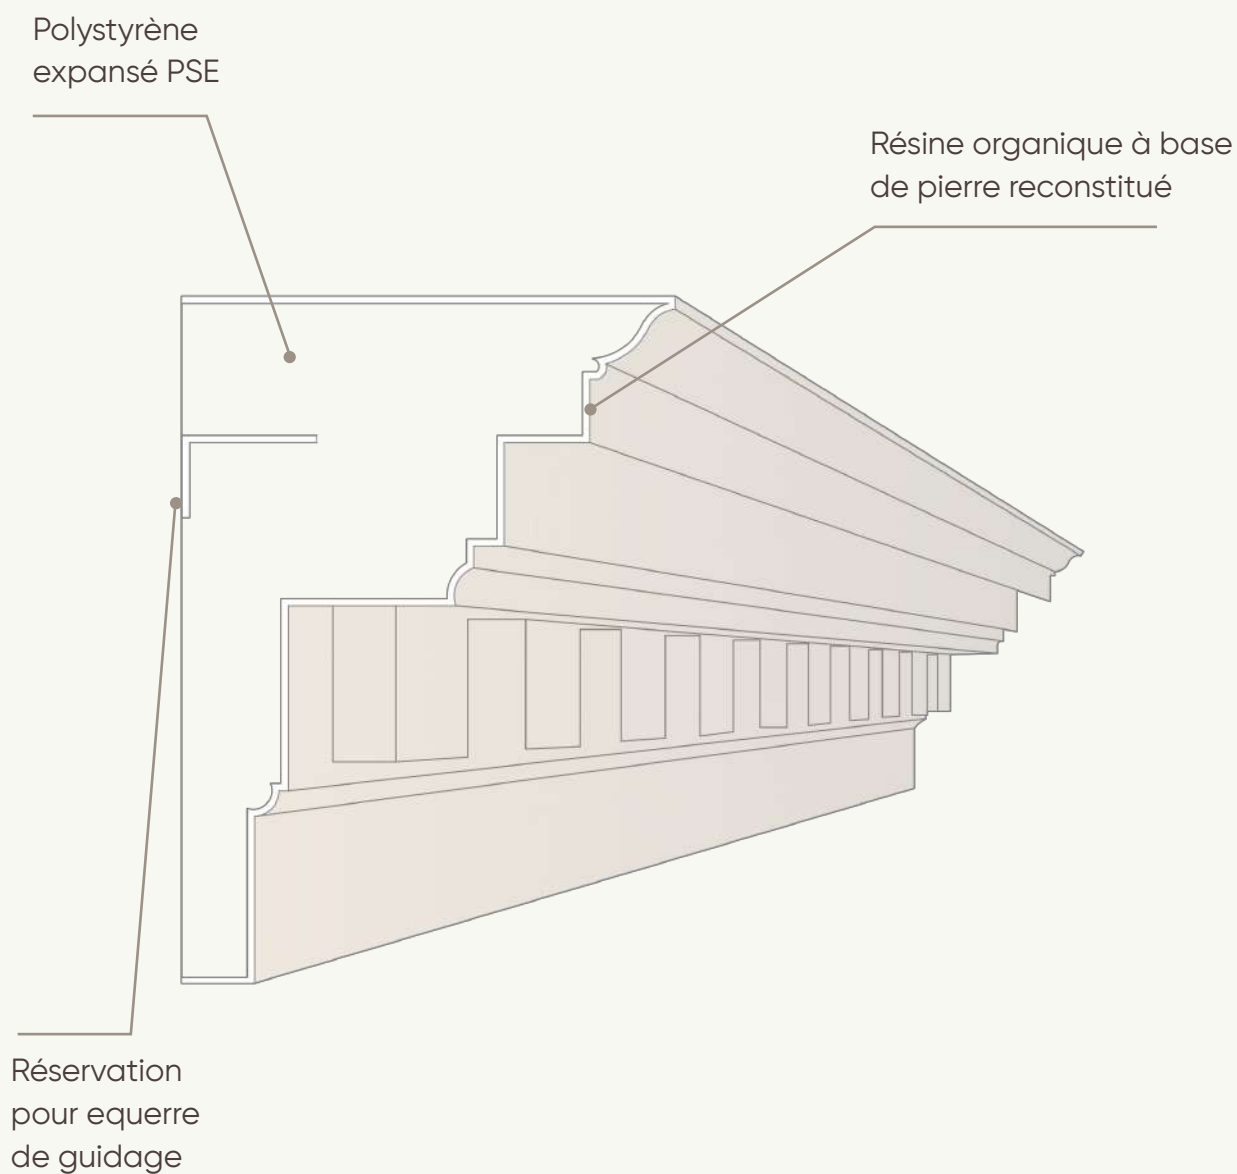 Polystyrène
expansé PSE
Résine organique à base
de pierre reconstitué
Réservation
pour equerre
de guidage